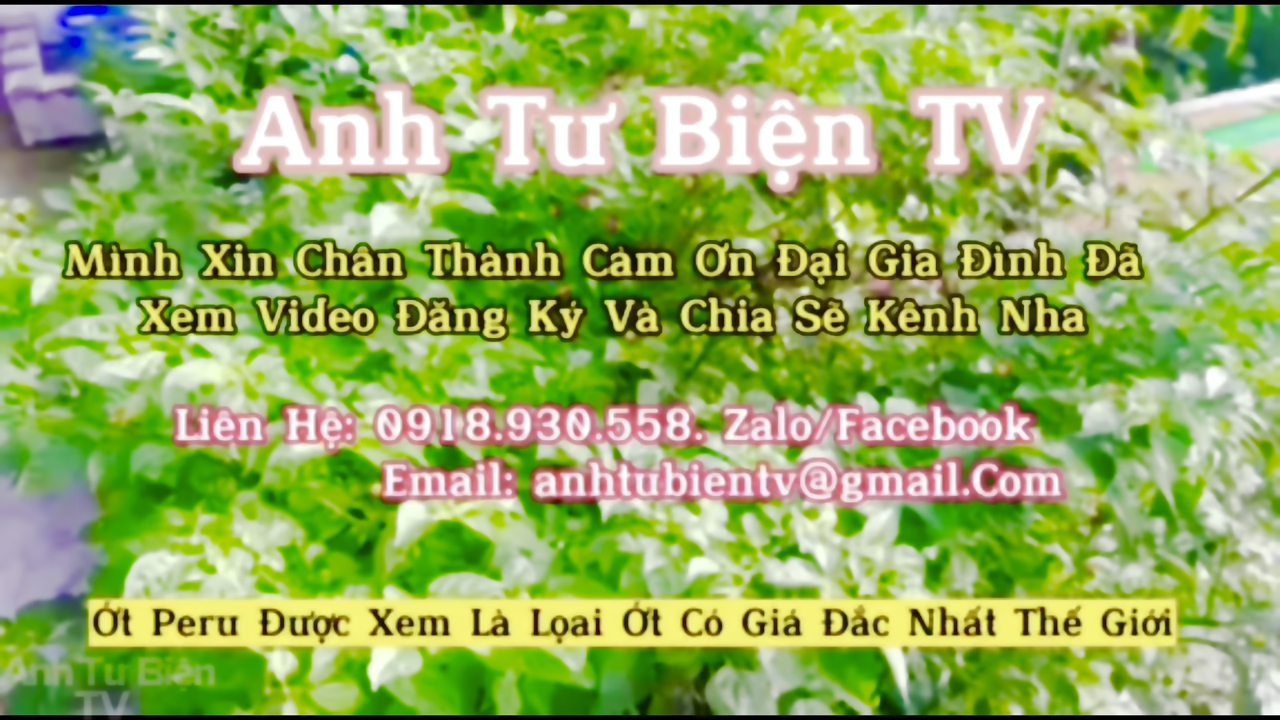 Anh Tư Biện TV
Mình Xin Chân Thành Cảm Ơn Đại Gia Đình Đã
Xem Video Đăng Ký Và Chia Sẽ Kênh Nha
Liên Hệ: 0918.930.558. Zalo/Facebook
Email: anhtubientv@gmail.Com
Ớt Peru Được Xem Là Loại Ớt Có Giá Đắc Nhất Thế Giới
Anh Tư Biện
TV